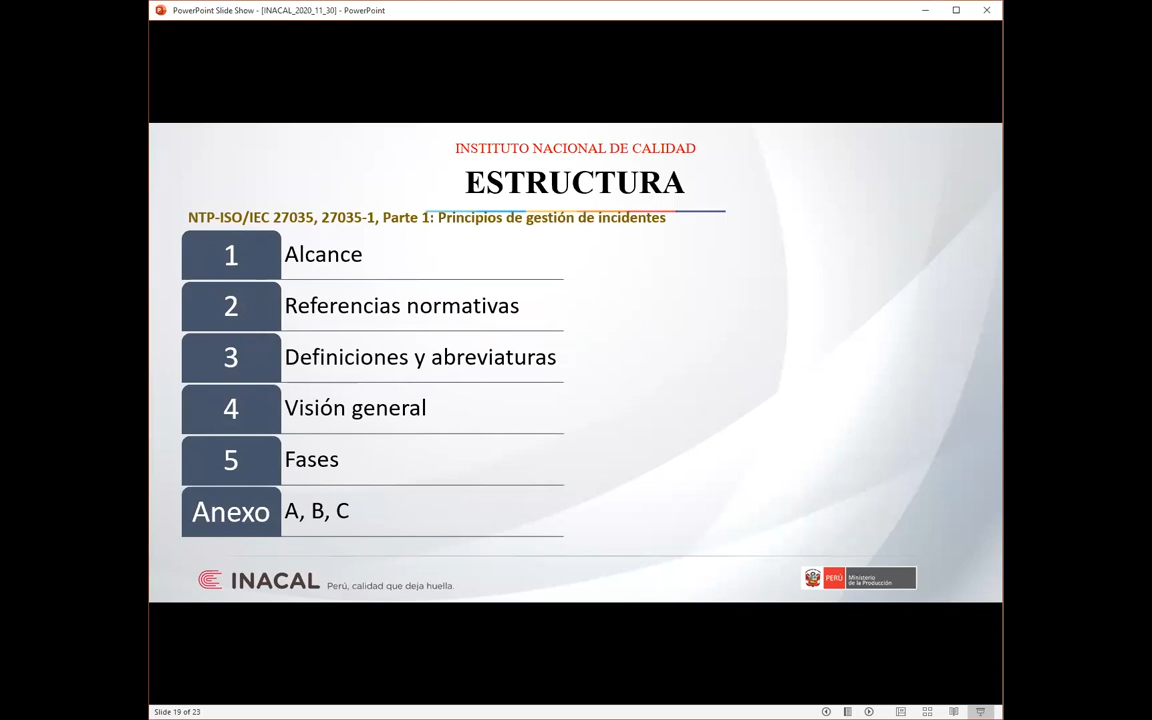 PowerPoint Slide Show - [INACAL_2020_11_30] - PowerPoint
INSTITUTO NACIONAL DE CALIDAD
ESTRUCTURA
NTP-ISO/IEC 27035, 27035-1, Parte 1: Principios de gestión de incidentes
1 Alcance
2 Referencias normativas
3 Definiciones y abreviaturas
4 Visión general
5 Fases
Anexo A, B, C
INACAL Perú, calidad que deja huella.
PERÚ Ministerio
de la Producción
Slide 19 of 23